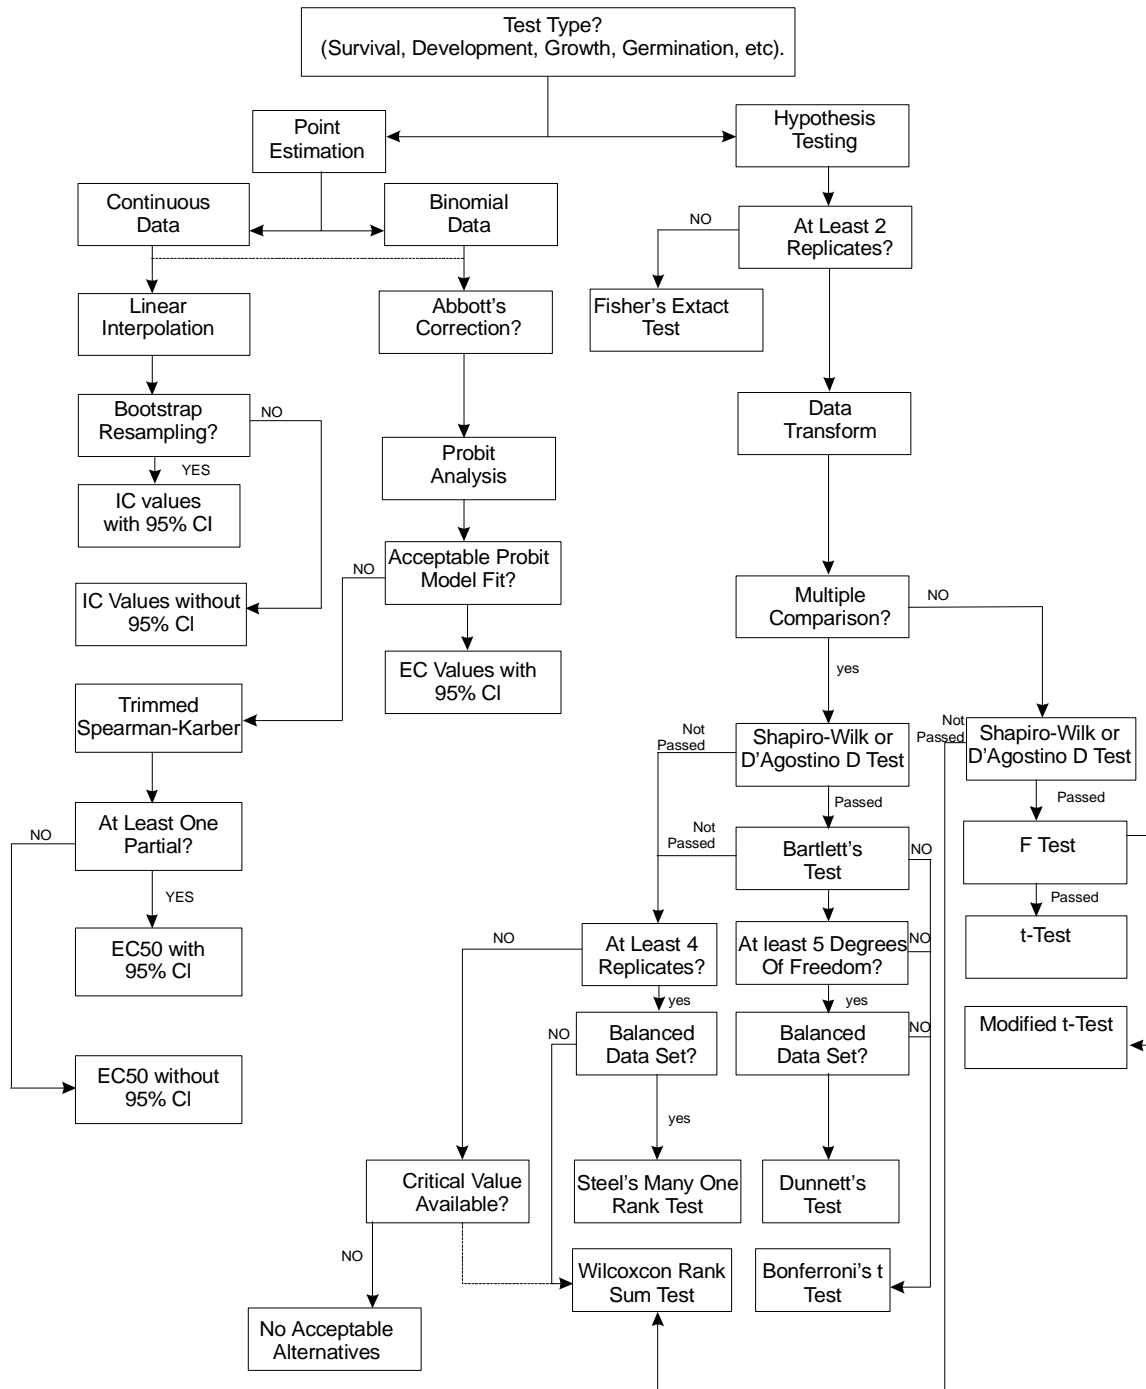 Test Type?
(Survival, Development, Growth, Germination, etc).
Point
Estimation
Hypothesis
Testing
Continuous
Data
Binomial
Data
NO
At Least 2
Replicates?
Linear
Interpolation
Abbott's
Correction?
Fisher's Extact
Test
Bootstrap
Resampling?
NO
Data
Transform
YES
Probit
Analysis
IC values
with 95% CI
NO
Acceptable Probit
Model Fit?
IC Values without
95% CI
Multiple
Comparison?
NO
EC Values with
95% CI
yes
Trimmed
Spearman-Karber
Not
Passed
Shapiro-Wilk or
D'Agostino D Test
Not
Passed
Shapiro-Wilk or
D'Agostino D Test
Passed
Passed
NO
At Least One
Partial?
Not
Passed
Bartlett's
Test
NO
F Test
YES
Passed
EC50 with
95% CI
NO
At Least 4
Replicates?
At least 5 Degrees
Of Freedom?
NO
t-Test
yes
yes
NO
Balanced
Data Set?
Balanced
Data Set?
NO
Modified t-Test
EC50 without
95% CI
yes
Critical Value
Available?
Steel's Many One
Rank Test
Dunnett's
Test
NO
Wilcoxcon Rank
Sum Test
Bonferroni's t
Test
No Acceptable
Alternatives